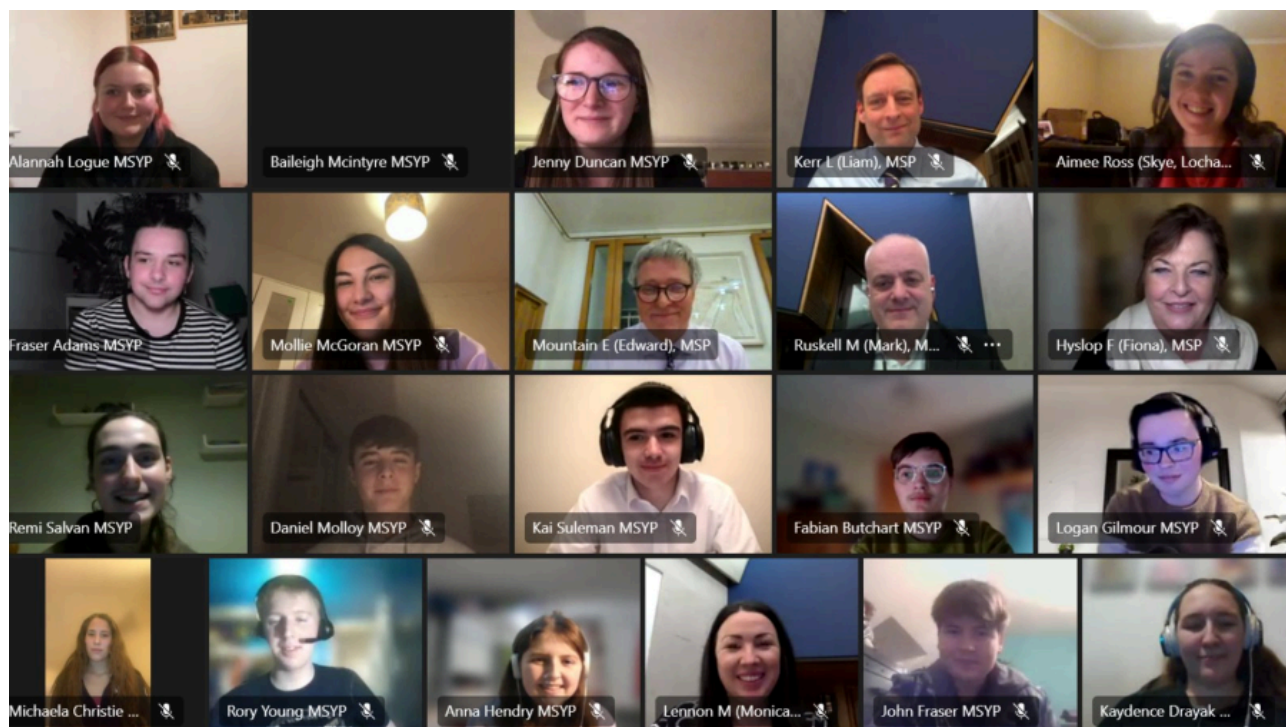 Alannah Logue MSYP
Baileigh Mcintyre MSYP
Jenny Duncan MSYP
Kerr L (Liam), MSP
Aimee Ross (Skye, Locha...
Fraser Adams MSYP
Mollie McGoran MSYP
Mountain E (Edward), MSP
Ruskell M (Mark), M... ...
Hyslop F (Fiona), MSP
Remi Salvan MSYP
Daniel Molloy MSYP
Kai Suleman MSYP
Fabian Butchart MSYP
Logan Gilmour MSYP
Michaela Christie ...
Rory Young MSYP
Anna Hendry MSYP
Lennon M (Monica...
John Fraser MSYP
Kaydence Drayak ...